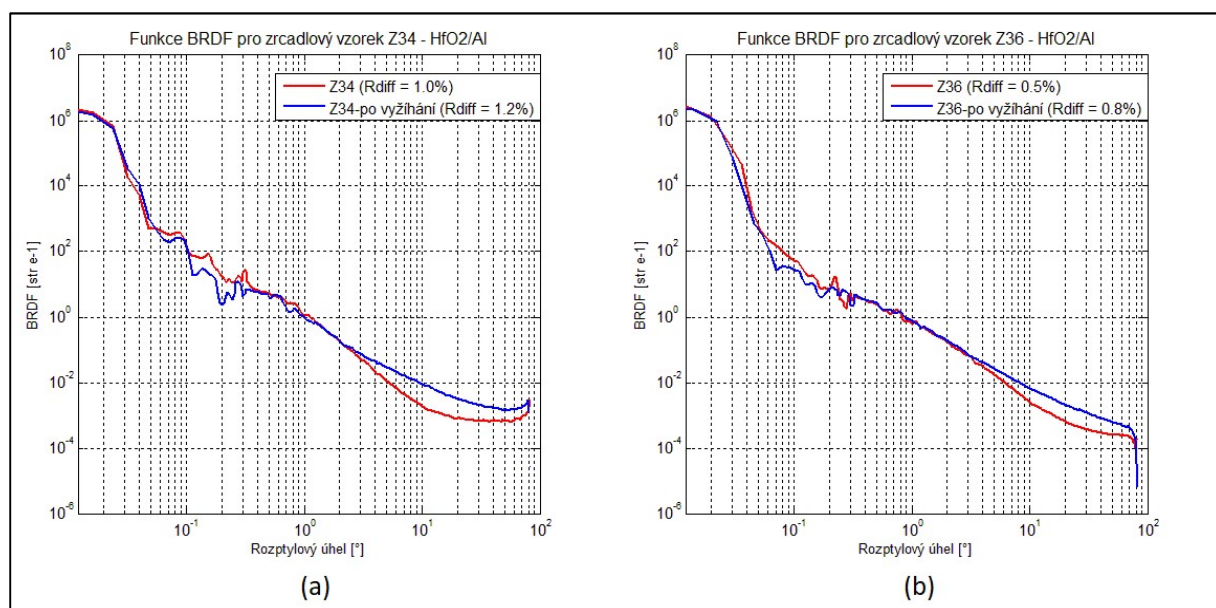 Funkce BRDF pro zrcadlový vzorek Z34 - HfO2/Al
Z34 (Rdiff = 1.0%)
Z34-po vyžíhání (Rdiff = 1.2%)
BRDF [str e-1]
10^8
10^6
10^4
10^2
10^0
10^-2
10^-4
10^-6
10^-1
10^0
10^1
10^2
Rozptylový úhel [°]
(a)
Funkce BRDF pro zrcadlový vzorek Z36 - HfO2/Al
Z36 (Rdiff = 0.5%)
Z36-po vyžíhání (Rdiff = 0.8%)
BRDF [str e-1]
10^8
10^6
10^4
10^2
10^0
10^-2
10^-4
10^-6
10^-1
10^0
10^1
10^2
Rozptylový úhel [°]
(b)